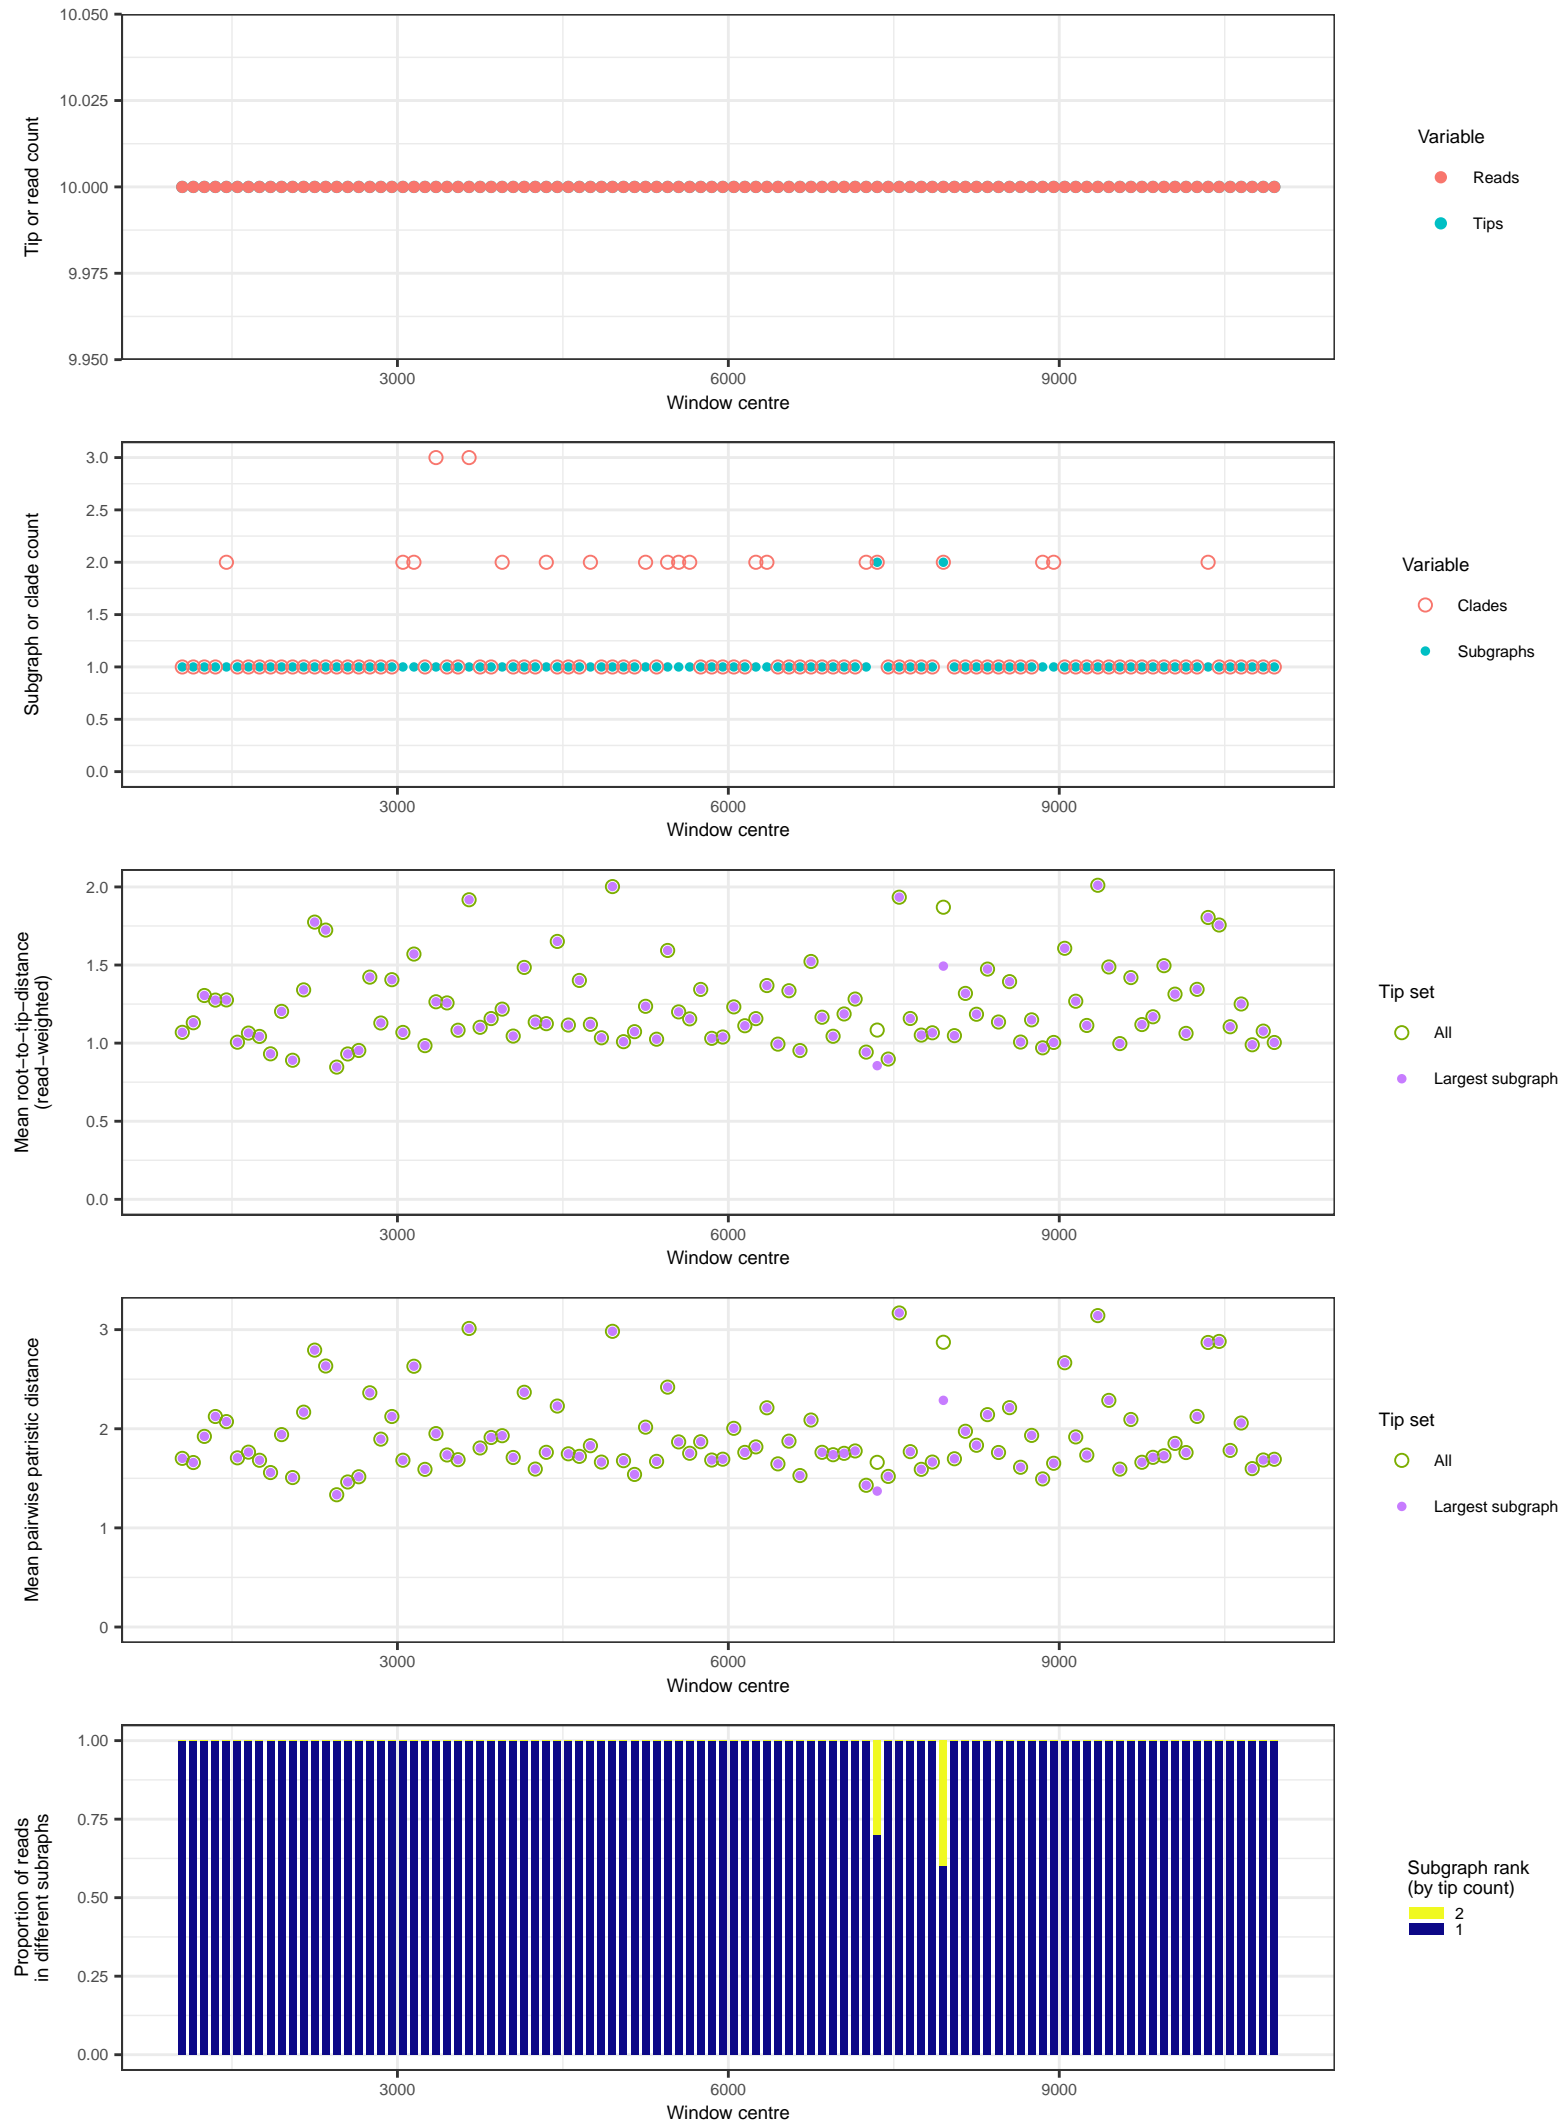 10.050
10.025
10.000
9.975
9.950
Tip or read count
3000
6000
9000
Window centre
Variable
Reads
Tips
3.0
2.5
2.0
1.5
1.0
0.5
0.0
Subgraph or clade count
3000
6000
9000
Window centre
Variable
Clades
Subgraphs
2.0
1.5
1.0
0.5
0.0
Mean root−to−tip−distance
(read−weighted)
3000
6000
9000
Window centre
Tip set
All
Largest subgraph
3
2
1
0
Mean pairwise patristic distance
3000
6000
9000
Window centre
Tip set
All
Largest subgraph
1.00
0.75
0.50
0.25
0.00
Proportion of reads
in different subraphs
3000
6000
9000
Window centre
Subgraph rank
(by tip count)
2
1